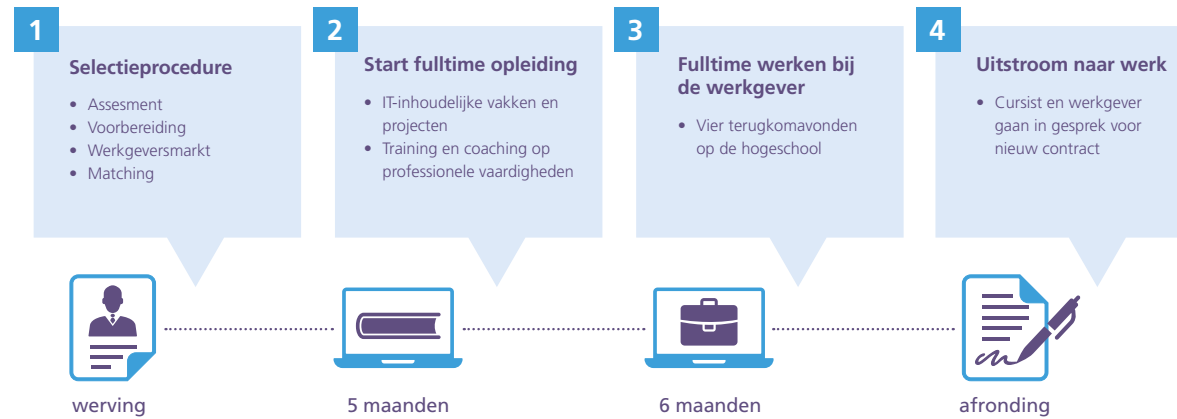 1
Selectieprocedure
• Assesment
• Voorbereiding
• Werkgeversmarkt
• Matching
werving
2
Start fulltime opleiding
• IT-inhoudelijke vakken en
projecten
• Training en coaching op
professionele vaardigheden
5 maanden
3
Fulltime werken bij
de werkgever
• Vier terugkomavonden
op de hogeschool
6 maanden
4
Uitstroom naar werk
• Cursist en werkgever
gaan in gesprek voor
nieuw contract
afronding